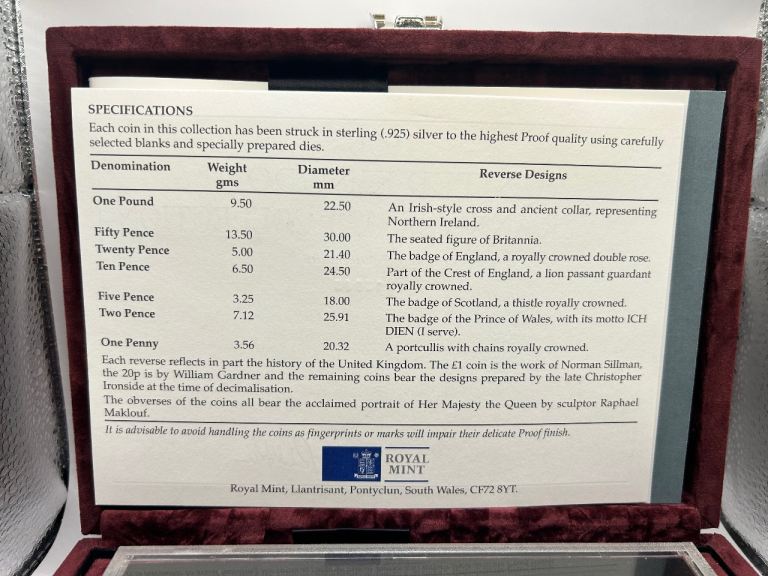 SPECIFICATIONS
Each coin in this collection has been struck in sterling (.925) silver to the highest Proof quality using carefully
selected blanks and specially prepared dies.
Denomination Weight gms Diameter mm Reverse Designs
One Pound 9.50 22.50 An Irish-style cross and ancient collar, representing
Northern Ireland.
Fifty Pence 13.50 30.00 The seated figure of Britannia.
Twenty Pence 5.00 21.40 The badge of England, a royally crowned double rose.
Ten Pence 6.50 24.50 Part of the Crest of England, a lion passant guardant
royally crowned.
Five Pence 3.25 18.00 The badge of Scotland, a thistle royally crowned.
Two Pence 7.12 25.91 The badge of the Prince of Wales, with its motto ICH
DIEN (I serve).
One Penny 3.56 20.32 A portcullis with chains royally crowned.
Each reverse reflects in part the history of the United Kingdom. The £1 coin is the work of Norman Sillman,
the 20p is by William Gardner and the remaining coins bear the designs prepared by the late Christopher
Ironside at the time of decimalisation.
The obverses of the coins all bear the acclaimed portrait of Her Majesty the Queen by sculptor Raphael
Maklouf.
It is advisable to avoid handling the coins as fingerprints or marks will impair their delicate Proof finish.
ROYAL
MINT
Royal Mint, Llantrisant, Pontyclun, South Wales, CF72 8YT.